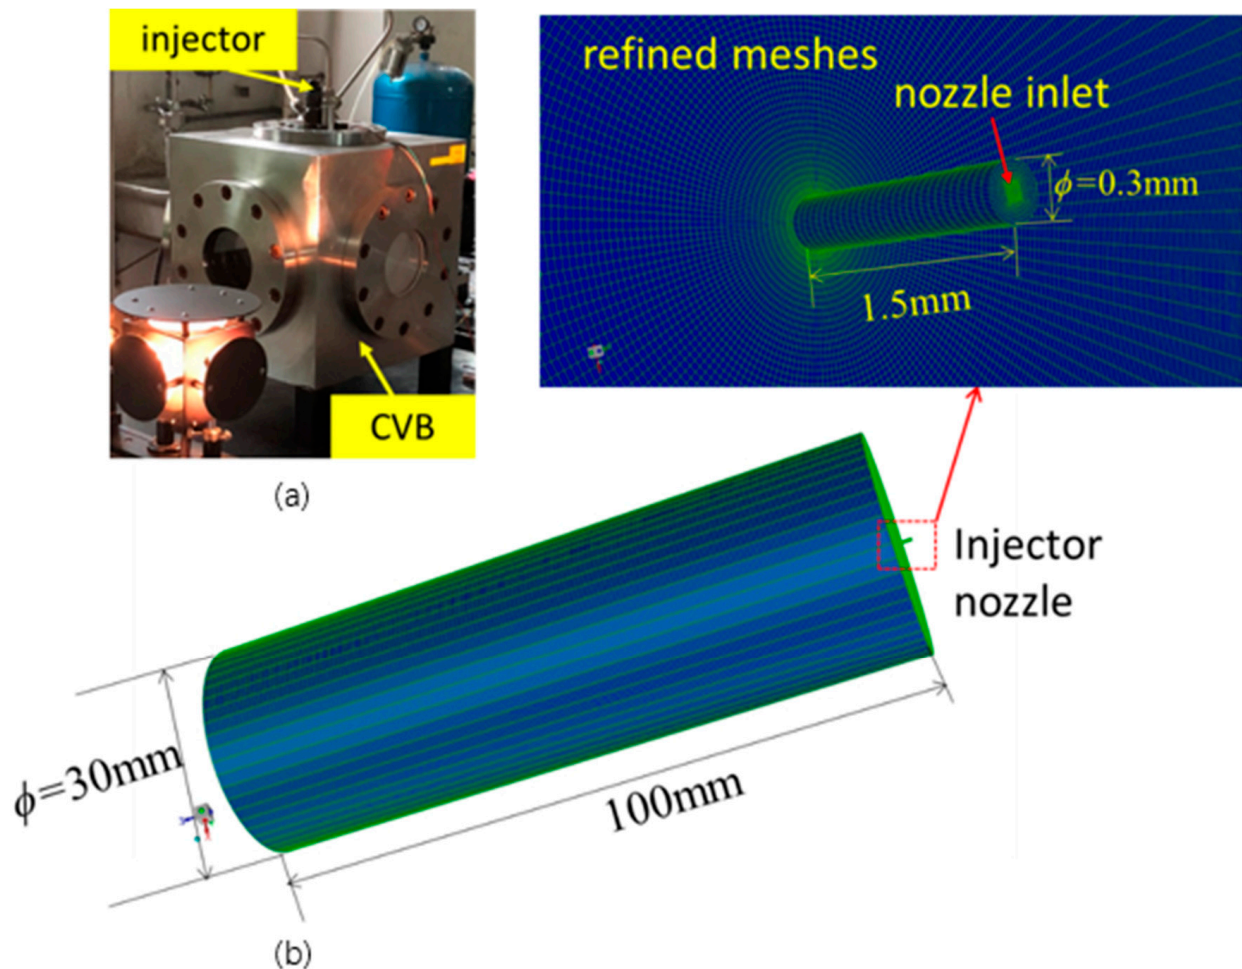 injector
CVB
(a)
refined meshes
nozzle inlet
ϕ=0.3mm
1.5mm
Injector
nozzle
ϕ=30mm
100mm
(b)